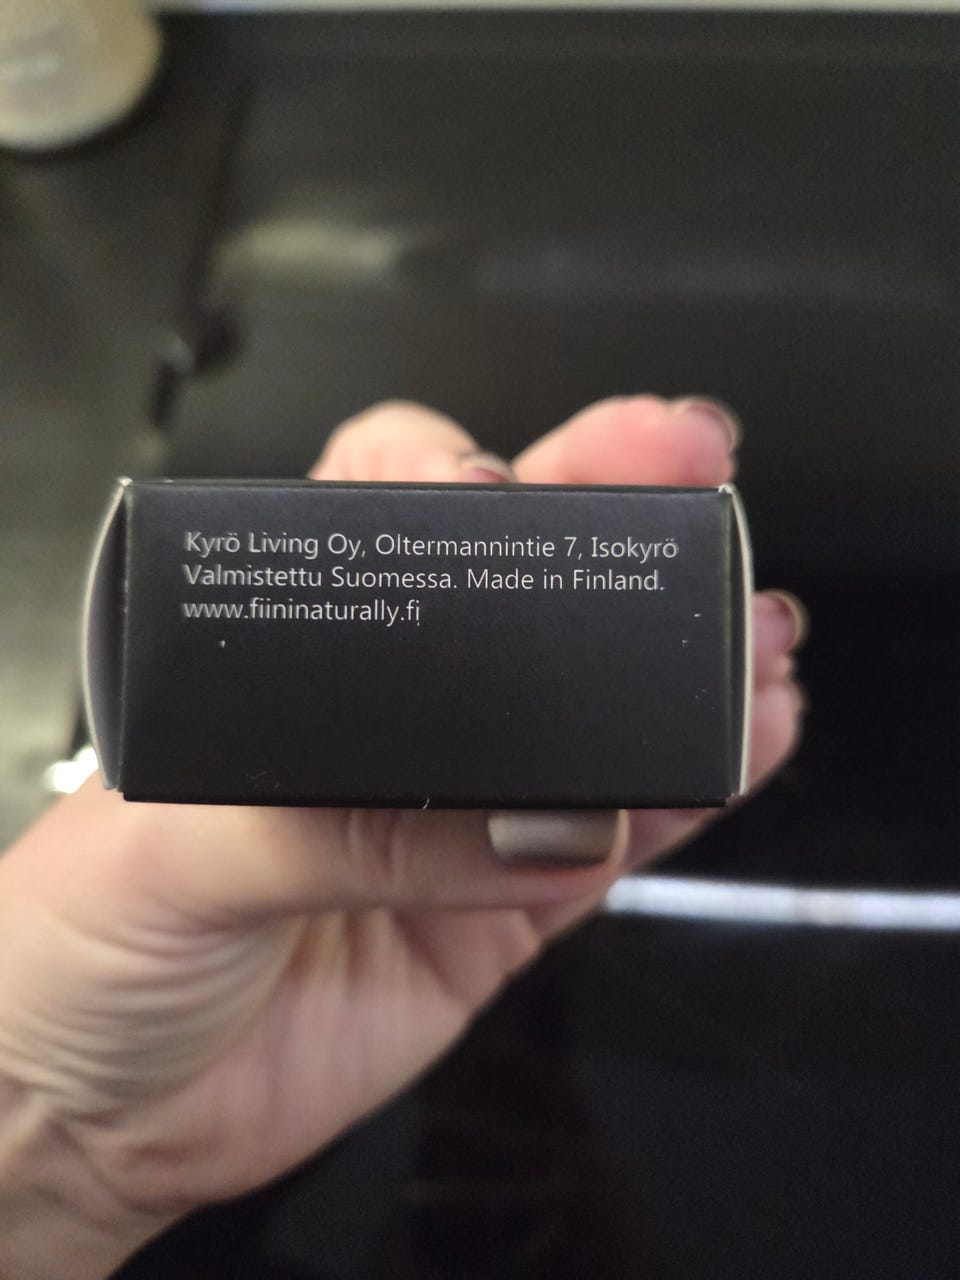 Kyrö Living Oy, Oltermannintie 7, Isokyrö
Valmistettu Suomessa. Made in Finland.
www.fiininaturally.fi